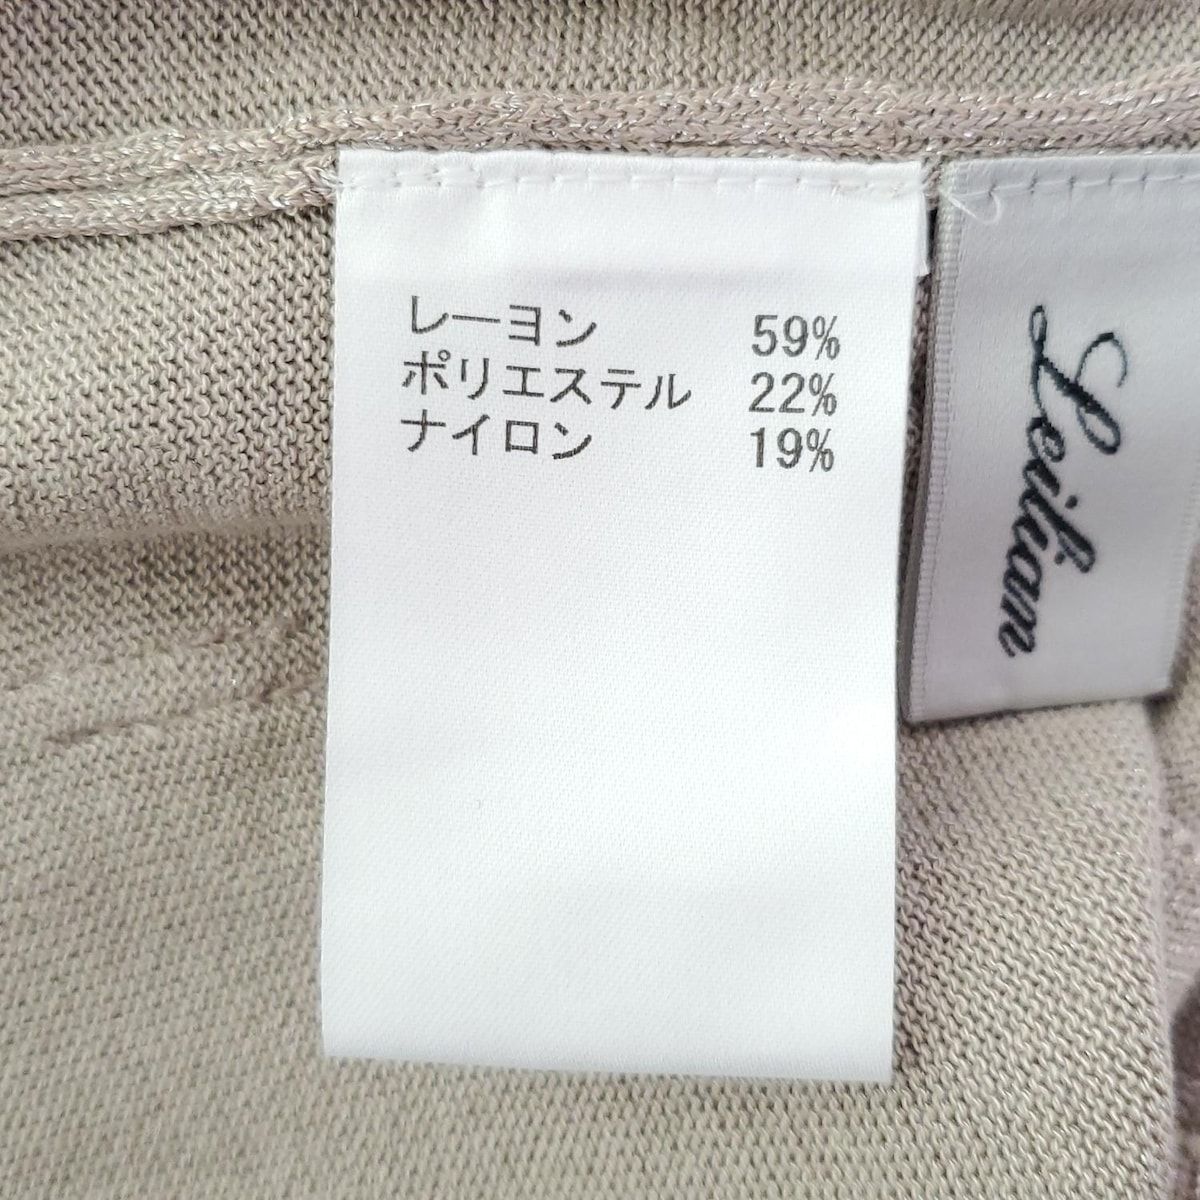 レーヨン 59%
ポリエステル 22%
ナイロン 19%
Leilian